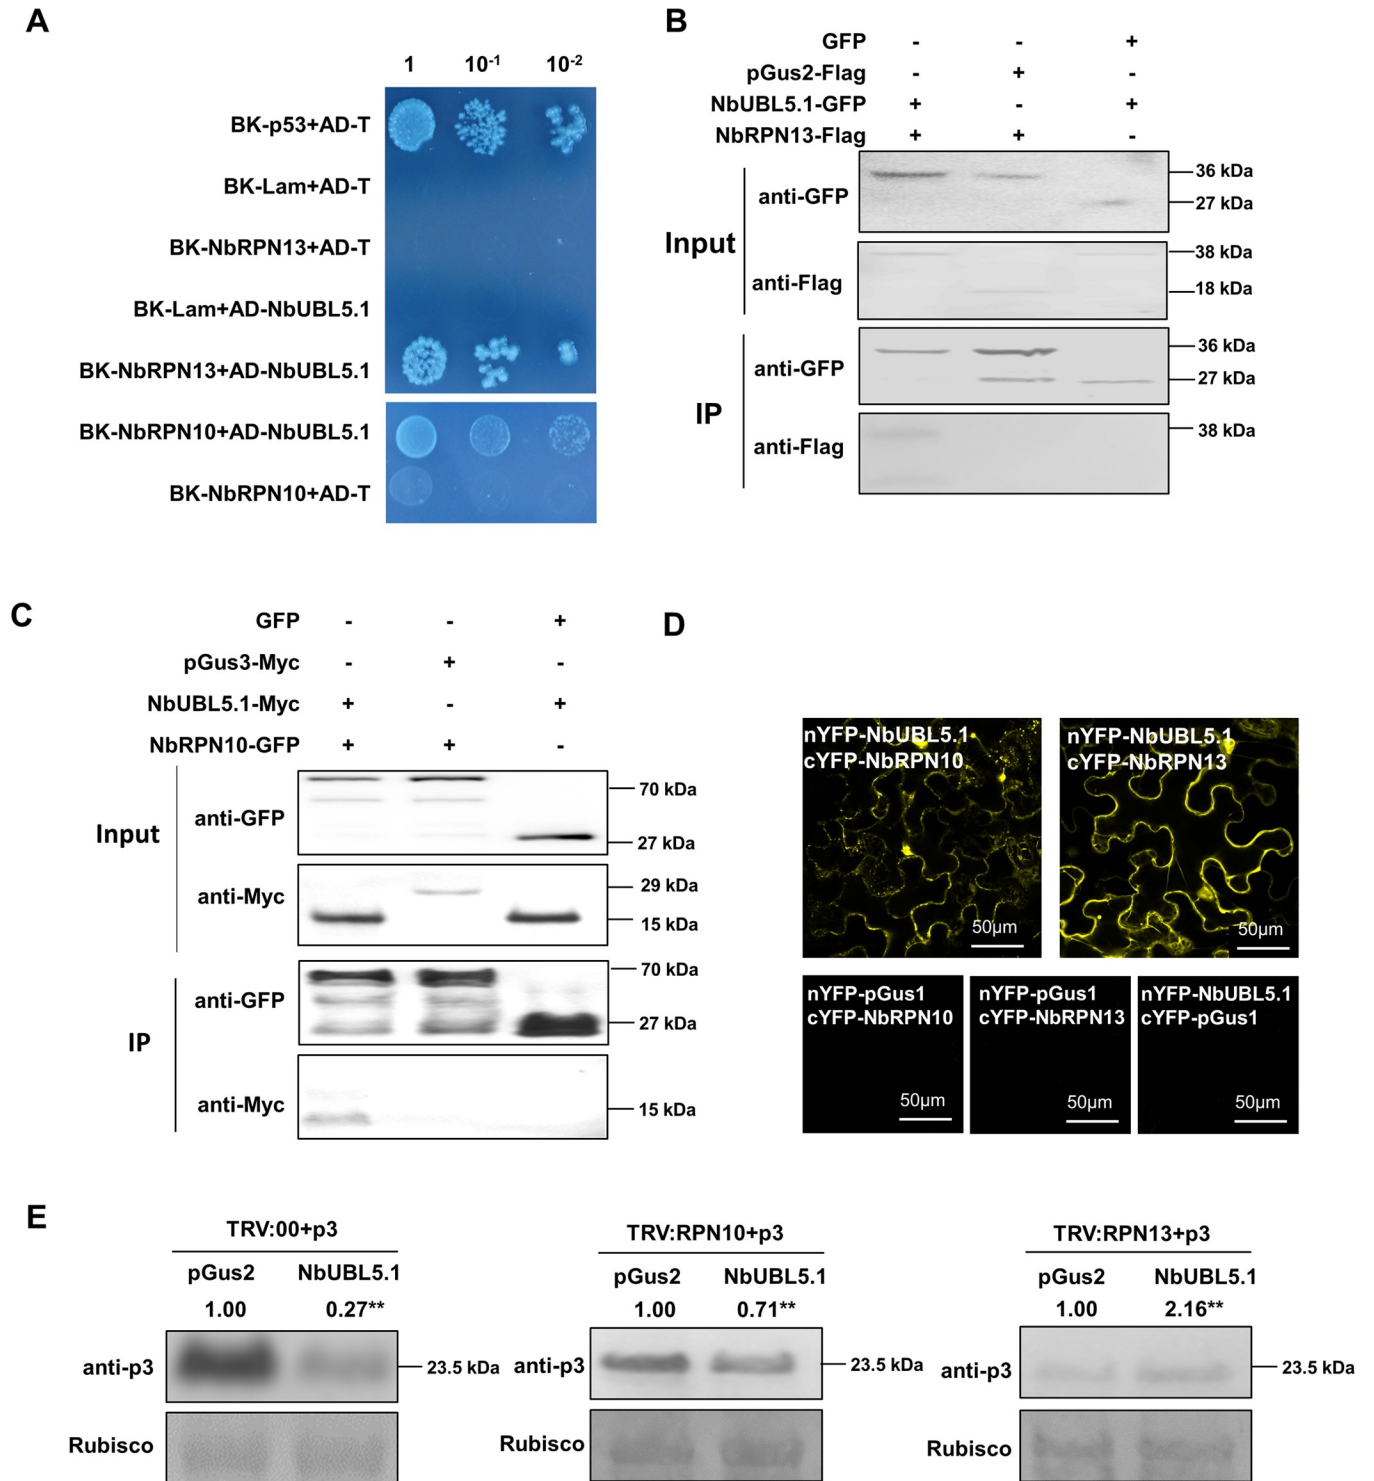 A
1 10-1 10-2
BK-p53+AD-T
BK-Lam+AD-T
BK-NbRPN13+AD-T
BK-Lam+AD-NbUBL5.1
BK-NbRPN13+AD-NbUBL5.1
BK-NbRPN10+AD-NbUBL5.1
BK-NbRPN10+AD-T
B
GFP - - +
pGus2-Flag - + -
NbUBL5.1-GFP + - +
NbRPN13-Flag + + -
Input
anti-GFP
36 kDa
27 kDa
anti-Flag
38 kDa
18 kDa
IP
anti-GFP
36 kDa
27 kDa
anti-Flag
38 kDa
C
GFP - - +
pGus3-Myc - + -
NbUBL5.1-Myc + - +
NbRPN10-GFP + + -
Input
anti-GFP
70 kDa
27 kDa
anti-Myc
29 kDa
15 kDa
IP
anti-GFP
70 kDa
27 kDa
anti-Myc
15 kDa
D
nYFP-NbUBL5.1
cYFP-NbRPN10
50μm
nYFP-NbUBL5.1
cYFP-NbRPN13
50μm
nYFP-pGus1
cYFP-NbRPN10
50μm
nYFP-pGus1
cYFP-NbRPN13
50μm
nYFP-NbUBL5.1
cYFP-pGus1
50μm
E
TRV:00+p3
pGus2 NbUBL5.1
1.00 0.27**
anti-p3
23.5 kDa
Rubisco
TRV:RPN10+p3
pGus2 NbUBL5.1
1.00 0.71**
anti-p3
23.5 kDa
Rubisco
TRV:RPN13+p3
pGus2 NbUBL5.1
1.00 2.16**
anti-p3
23.5 kDa
Rubisco